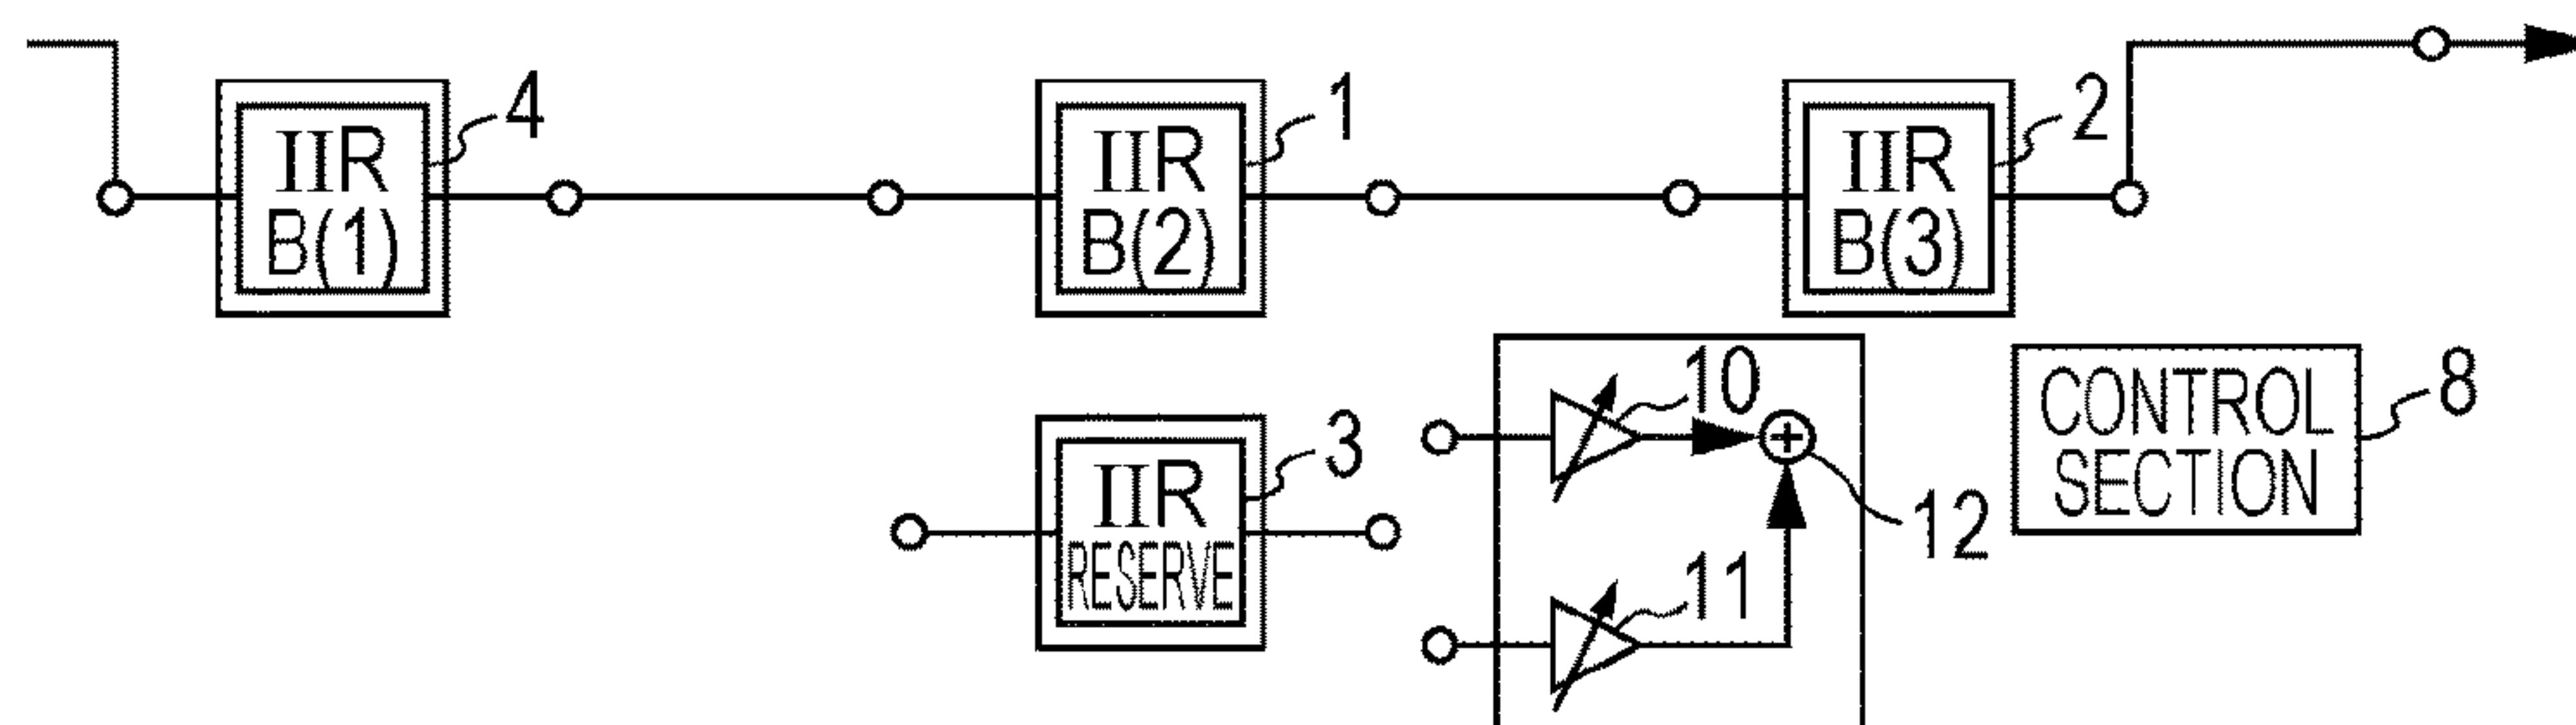 4
IIR
B(1)
1
IIR
B(2)
2
IIR
B(3)
3
IIR
RESERVE
10
11
12
8
CONTROL
SECTION